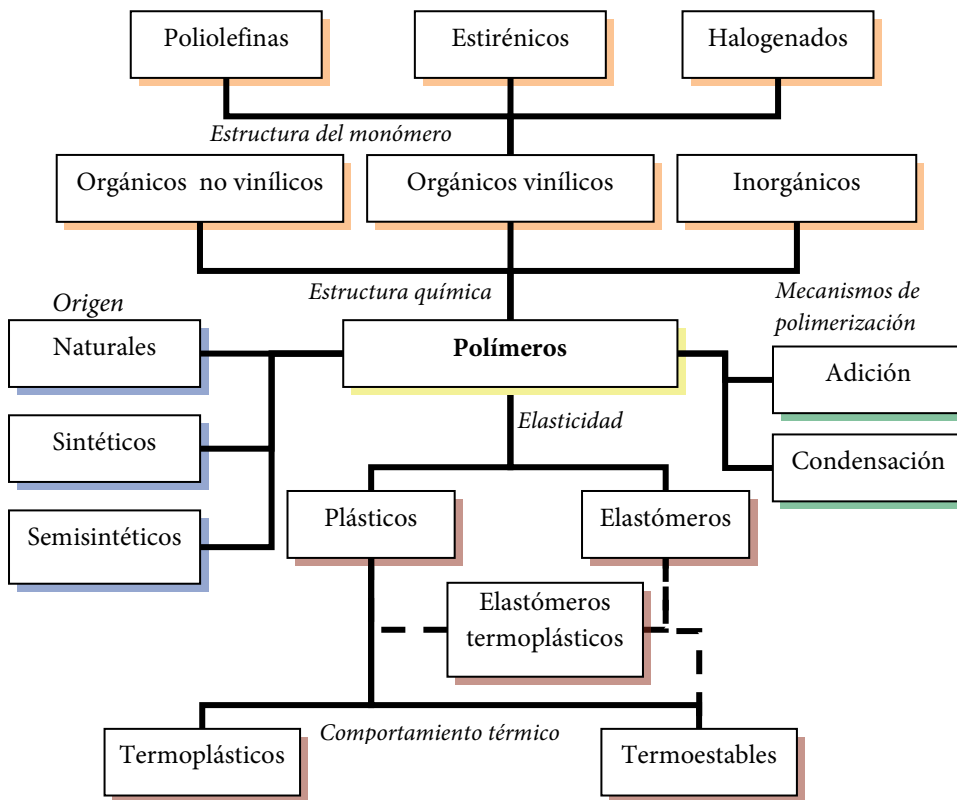 Poliolefinas
Estirénicos
Halogenados
Estructura del monómero
Orgánicos no vinílicos
Orgánicos vinílicos
Inorgánicos
Estructura química
Origen
Mecanismos de
polimerización
Naturales
Polímeros
Adición
Elasticidad
Sintéticos
Condensación
Plásticos
Elastómeros
Semisintéticos
Elastómeros
termoplásticos
Comportamiento térmico
Termoplásticos
Termoestables